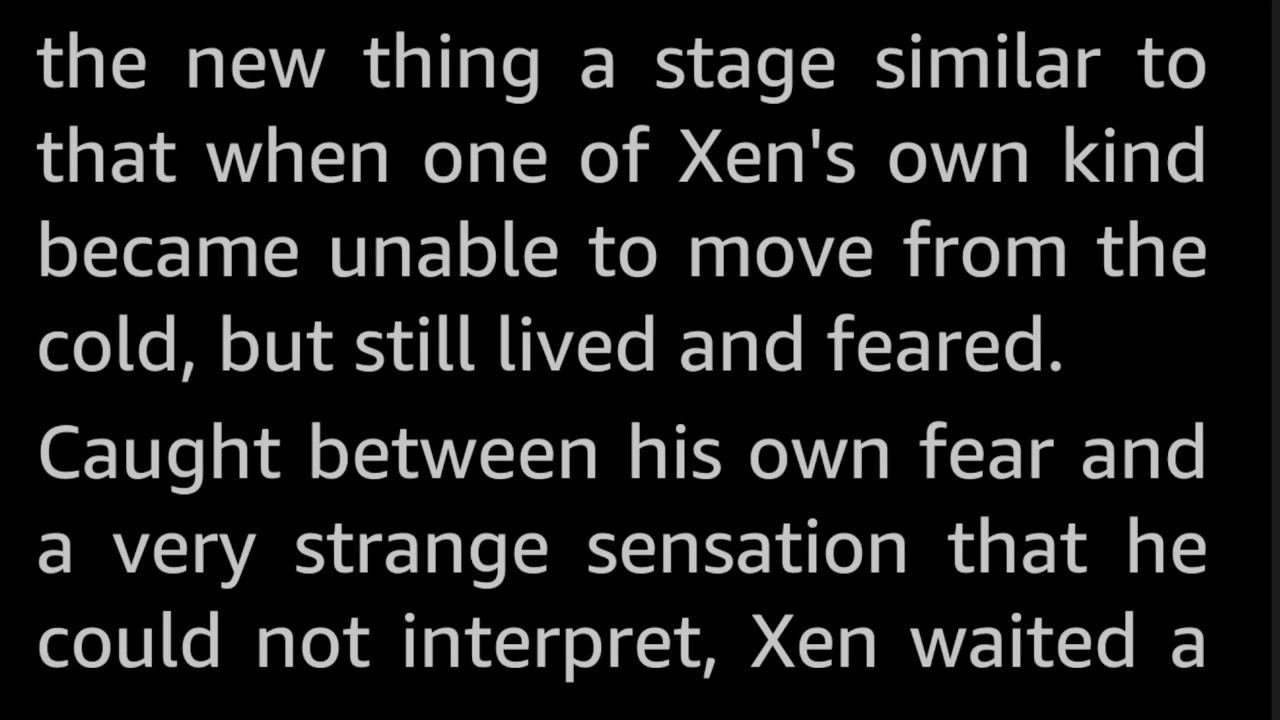 the new thing a stage similar to
that when one of Xen's own kind
became unable to move from the
cold, but still lived and feared.
Caught between his own fear and
a very strange sensation that he
could not interpret, Xen waited a